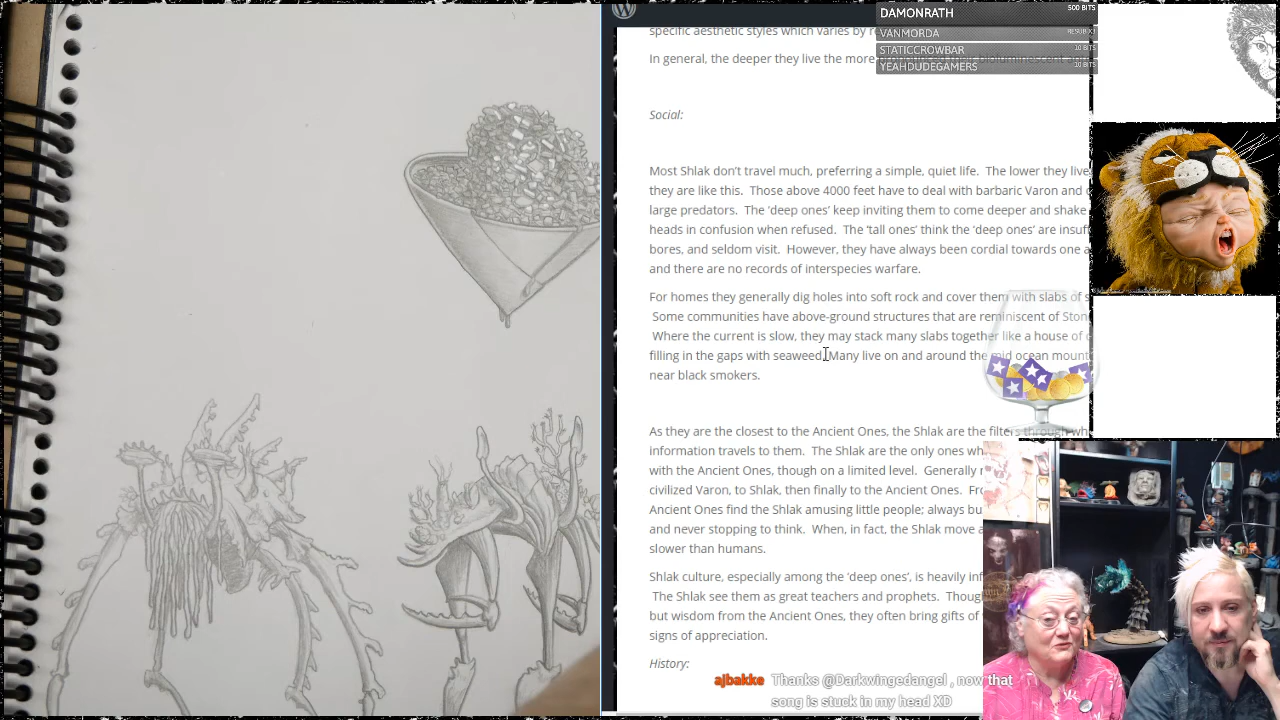 DAMONRATH 500 BITS
VANMORDA RESUB X1
STATICCROWBAR 10 BITS
YEAHDUDEGAMERS 10 BITS
specific aesthetic styles which varies by
In general, the deeper they live the more
Social:
Most Shlak don't travel much, preferring a simple, quiet life. The lower they live
they are like this. Those above 4000 feet have to deal with barbaric Varon and
large predators. The 'deep ones' keep inviting them to come deeper and shake
heads in confusion when refused. The 'tall ones' think the 'deep ones' are
bores, and seldom visit. However, they have always been cordial towards one
and there are no records of interspecies warfare.
For homes they generally dig holes into soft rock and cover them with slabs of
Some communities have above-ground structures that are reminiscent of
Where the current is slow, they may stack many slabs together like a house of
filling in the gaps with seaweed. Many live on and around the mid ocean
near black smokers.
As they are the closest to the Ancient Ones, the Shlak are the filters through
information travels to them. The Shlak are the only ones
with the Ancient Ones, though on a limited level. Generally
civilized Varon, to Shlak, then finally to the Ancient Ones.
Ancient Ones find the Shlak amusing little people; always
and never stopping to think. When, in fact, the Shlak move
slower than humans.
Shlak culture, especially among the 'deep ones', is heavily
The Shlak see them as great teachers and prophets.
but wisdom from the Ancient Ones, they often bring gifts of
signs of appreciation.
History:
ajbakke Thanks @Darkwingedangel , now that
song is stuck in my head XD